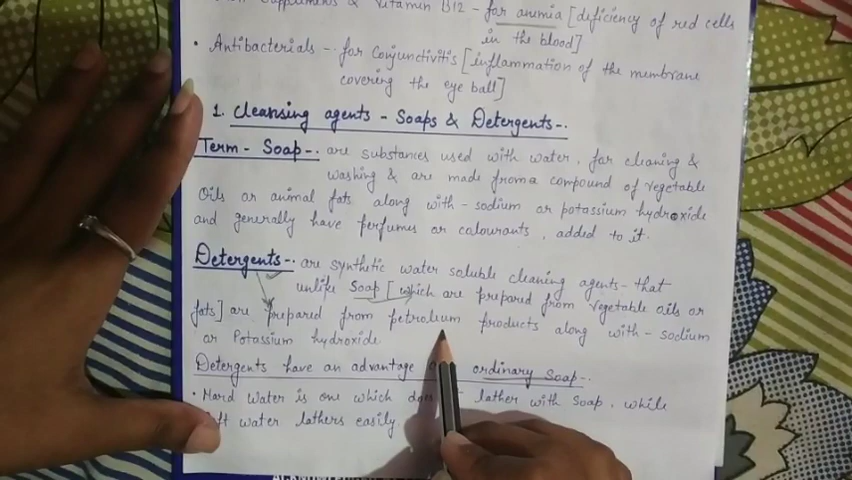 Supplements & Vitamin B12 - for anemia [deficiency of red cells
in the blood]
• Antibacterials -. for Conjunctivitis [inflammation of the membrane
covering the eye ball]
1. Cleansing agents - Soaps & Detergents -.
Term - Soap -. are substances used with water, for cleaning &
washing & are made from a compound of vegetable
Oils or animal fats along with - sodium or potassium hydroxide
and generally have perfumes or colourants, added to it.
Detergents -. are synthetic water soluble cleaning agents - that
unlike Soap [which are prepared from vegetable oils or
fats] are prepared from petroleum products along with - sodium
or Potassium hydroxide
Detergents have an advantage ordinary Soap -.
• Hard water is one which does lather with soap. while
water lathers easily.